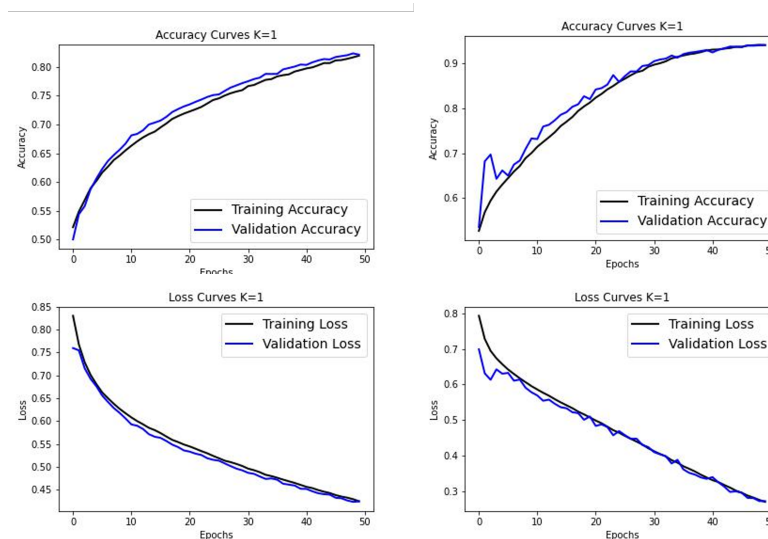 Accuracy Curves K=1
0.80
0.75
0.70
0.65
0.60
0.55
0.50
Accuracy
Training Accuracy
Validation Accuracy
0 10 20 30 40 50
Epochs
Accuracy Curves K=1
0.9
0.8
0.7
0.6
Accuracy
Training Accuracy
Validation Accuracy
0 10 20 30 40
Epochs
Loss Curves K=1
0.85
0.80
0.75
0.70
0.65
0.60
0.55
0.50
0.45
Loss
Training Loss
Validation Loss
0 10 20 30 40 50
Epochs
Loss Curves K=1
0.8
0.7
0.6
0.5
0.4
0.3
Loss
Training Loss
Validation Loss
0 10 20 30 40
Epochs